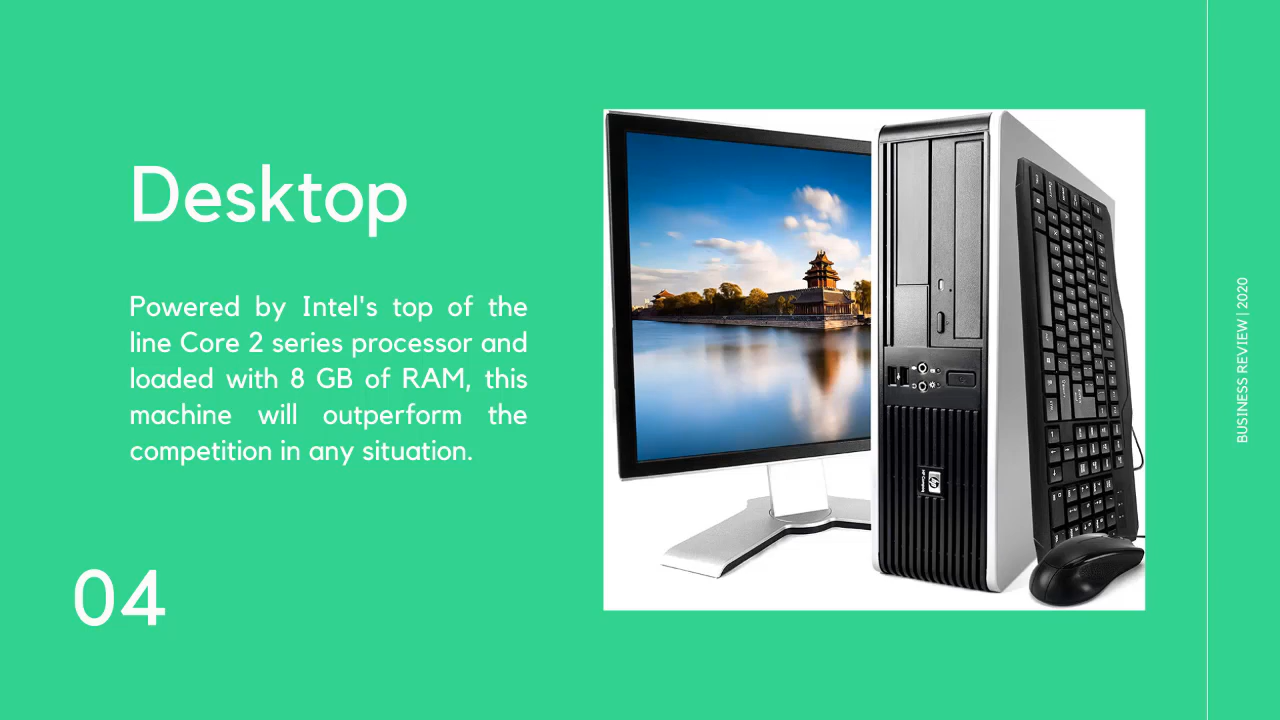 Desktop
Powered by Intel's top of the
line Core 2 series processor and
loaded with 8 GB of RAM, this
machine will outperform the
competition in any situation.
04
BUSINESS REVIEW | 2020
hp